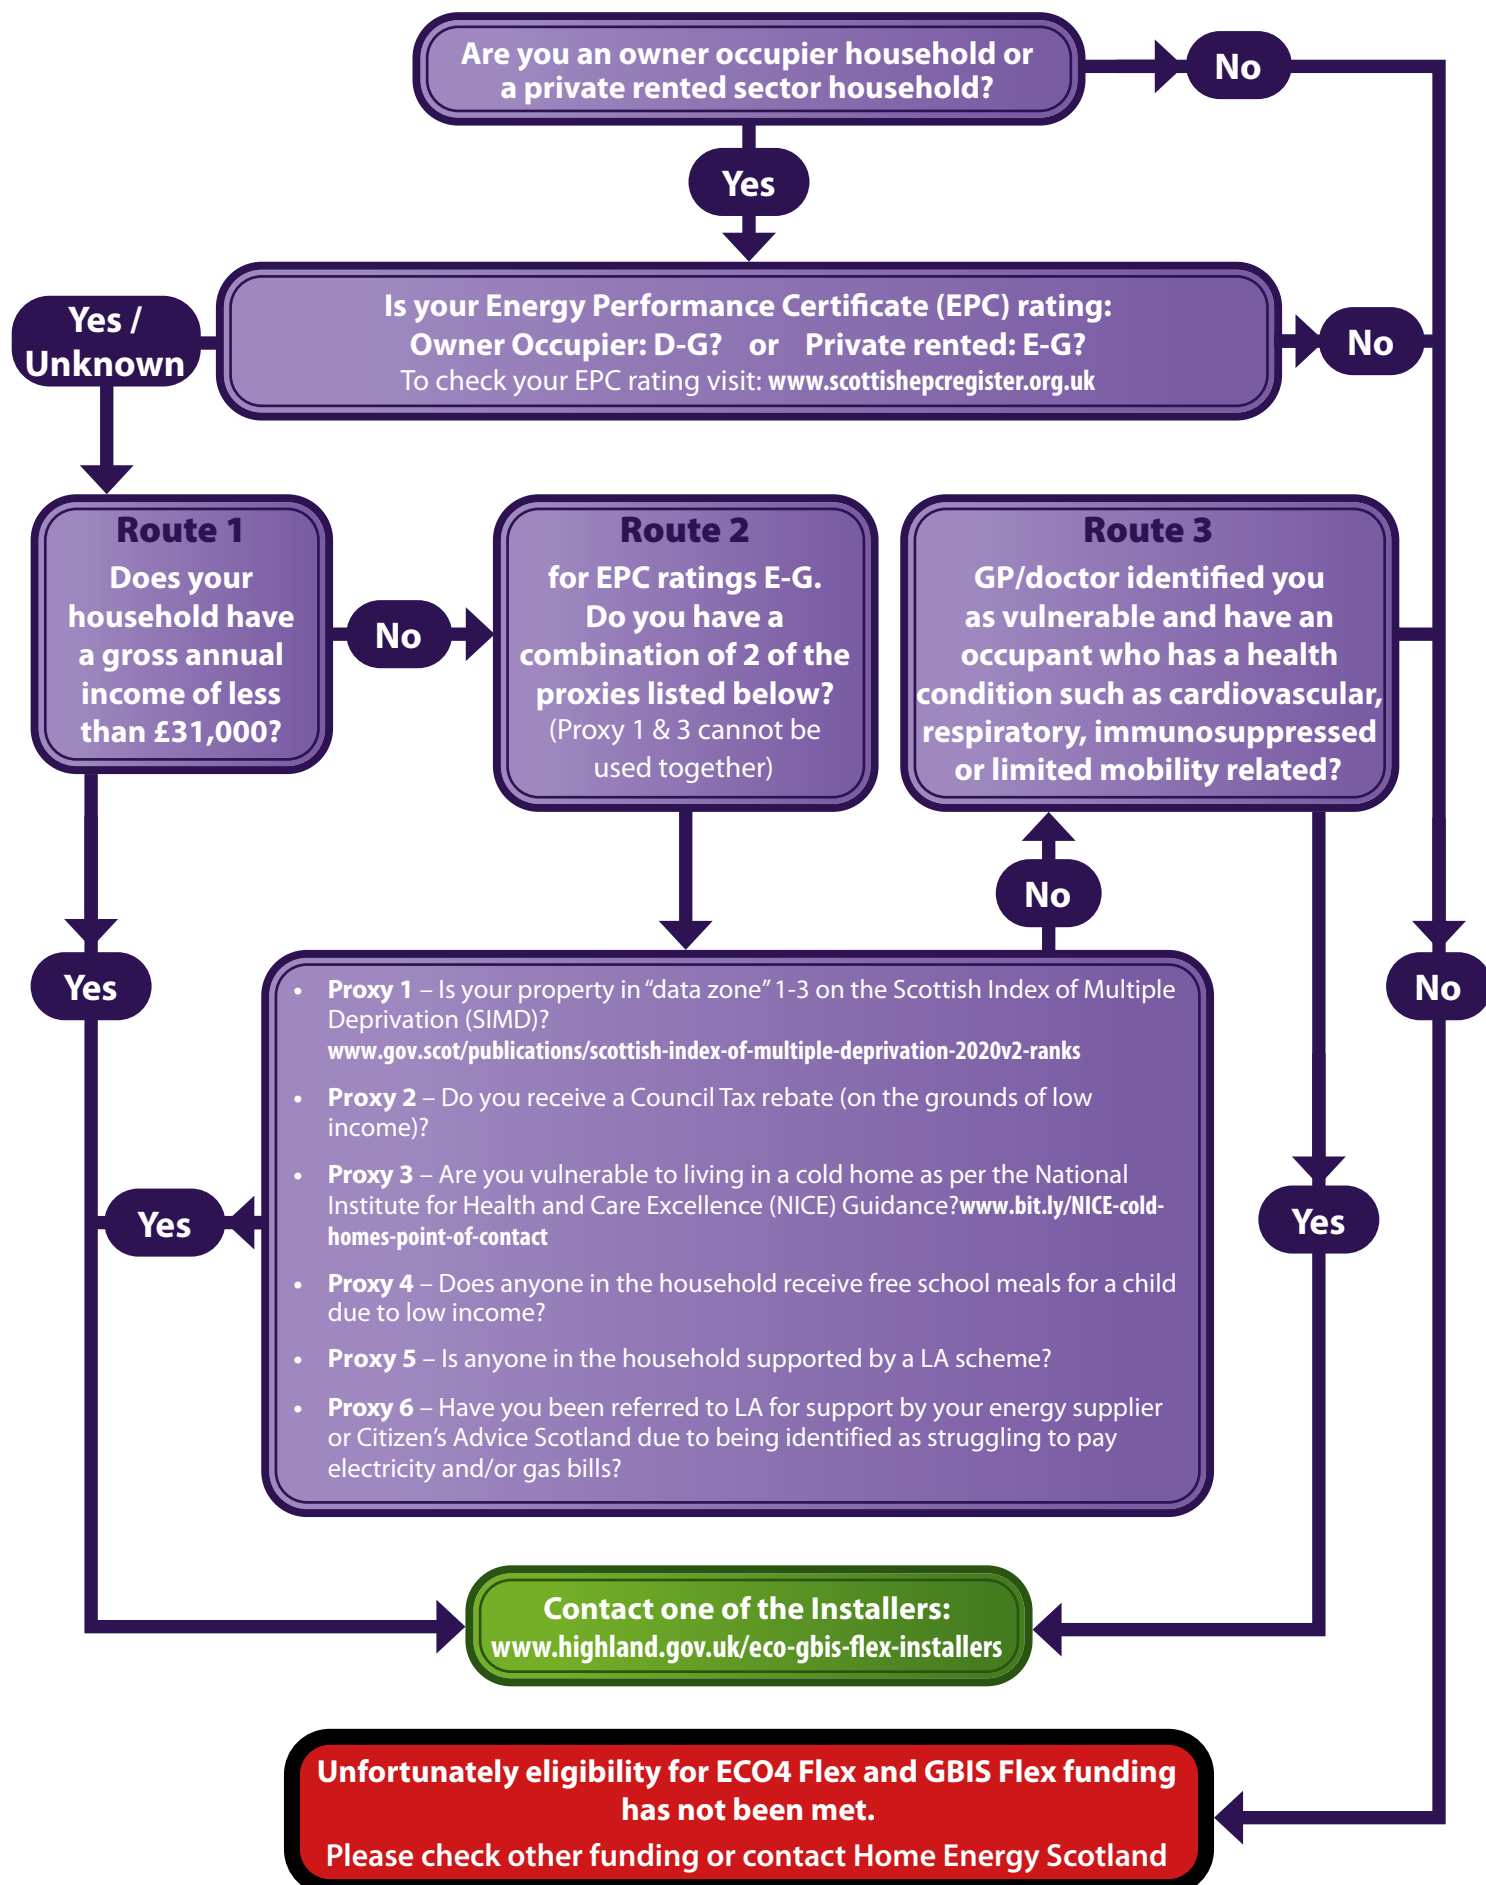 Are you an owner occupier household or
a private rented sector household?
No
Yes
Is your Energy Performance Certificate (EPC) rating:
Owner Occupier: D-G? or Private rented: E-G?
To check your EPC rating visit: www.scottishepcregister.org.uk
Yes /
Unknown
No
Route 1
Does your
household have
a gross annual
income of less
than £31,000?
No
Route 2
for EPC ratings E-G.
Do you have a
combination of 2 of the
proxies listed below?
(Proxy 1 & 3 cannot be
used together)
Route 3
GP/doctor identified you
as vulnerable and have an
occupant who has a health
condition such as cardiovascular,
respiratory, immunosuppressed
or limited mobility related?
No
Yes
No
• Proxy 1 – Is your property in “data zone” 1-3 on the Scottish Index of Multiple
Deprivation (SIMD)?
www.gov.scot/publications/scottish-index-of-multiple-deprivation-2020v2-ranks
• Proxy 2 – Do you receive a Council Tax rebate (on the grounds of low
income)?
• Proxy 3 – Are you vulnerable to living in a cold home as per the National
Institute for Health and Care Excellence (NICE) Guidance?www.bit.ly/NICE-cold-
homes-point-of-contact
• Proxy 4 – Does anyone in the household receive free school meals for a child
due to low income?
• Proxy 5 – Is anyone in the household supported by a LA scheme?
• Proxy 6 – Have you been referred to LA for support by your energy supplier
or Citizen’s Advice Scotland due to being identified as struggling to pay
electricity and/or gas bills?
Yes
Yes
Contact one of the Installers:
www.highland.gov.uk/eco-gbis-flex-installers
Unfortunately eligibility for ECO4 Flex and GBIS Flex funding
has not been met.
Please check other funding or contact Home Energy Scotland